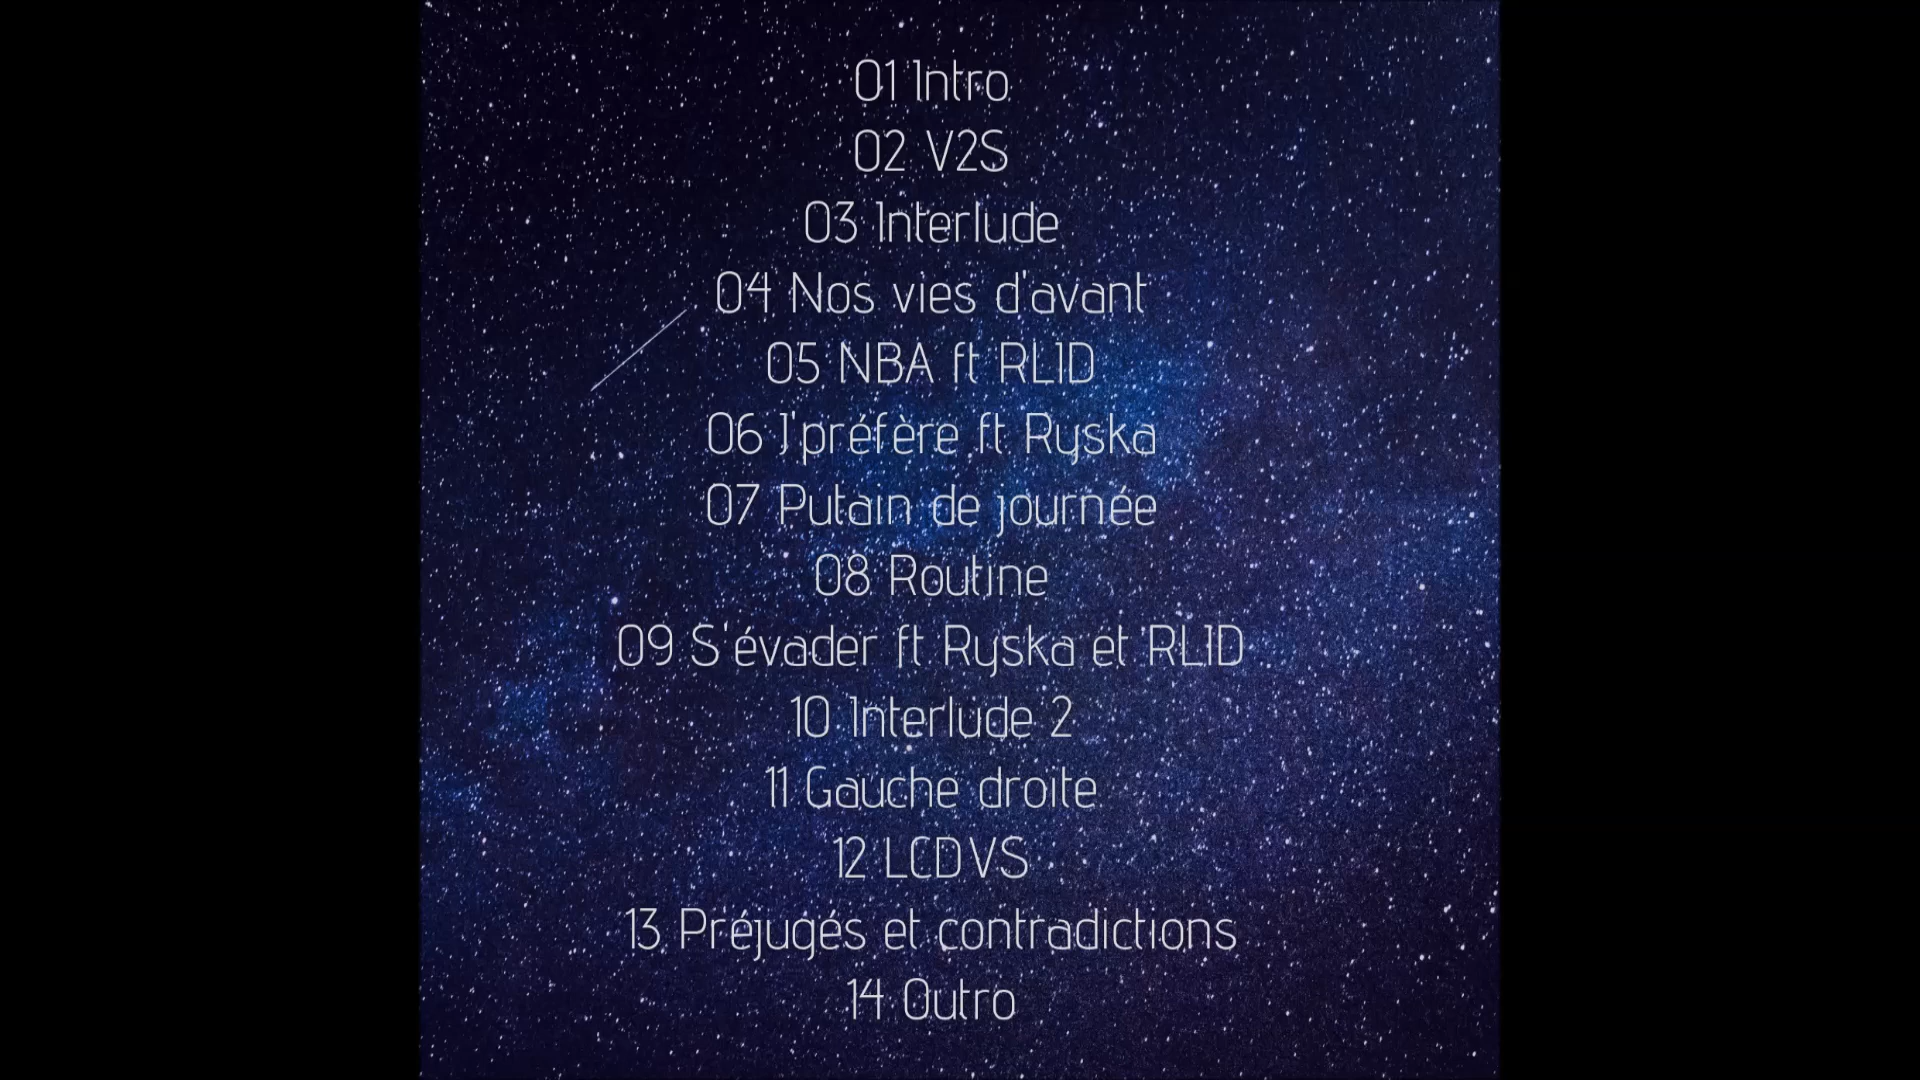 01 Intro
02 V2S
03 Interlude
04 Nos vies d'avant
05 NBA ft RLID
06 J'préfère ft Ryska
07 Putain de journée
08 Routine
09 S'évader ft Ryska et RLID
10 Interlude 2
11 Gauche droite
12 LCDVS
13 Préjugés et contradictions
14 Outro